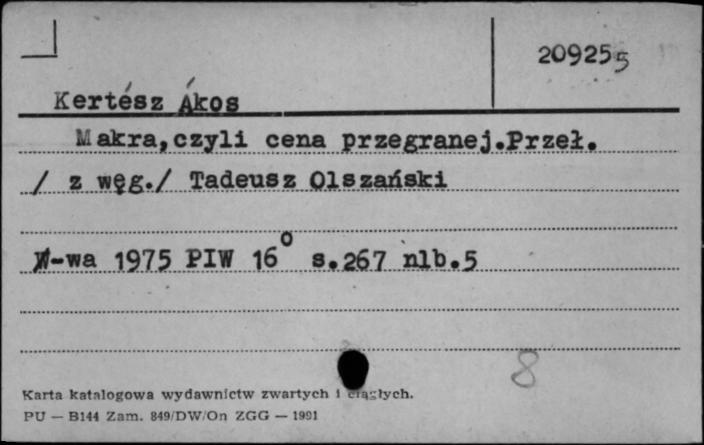 209255
Kertész Ákos
Makra,czyli cena przegranej.Przeł.
/ z węg./ Tadeusz Olszański
W-wa 1975 PIW 16° s.267 nlb.5
8
Karta katalogowa wydawnictw zwartych i ciągłych.
PU — B144 Zam. 849/DW/On ZGG — 1991